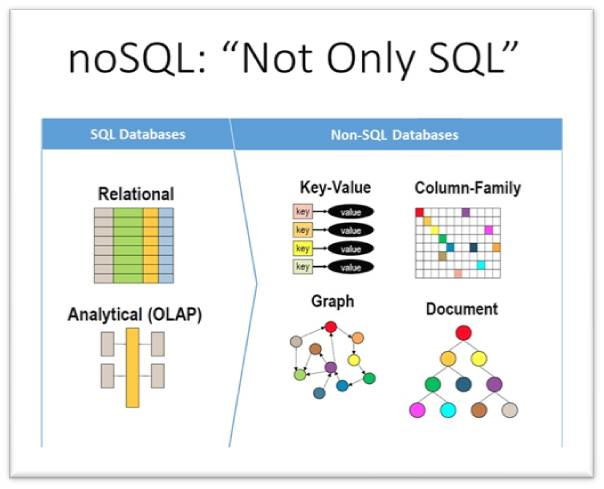 noSQL: “Not Only SQL”
SQL Databases
Non-SQL Databases
Relational
Analytical (OLAP)
Key-Value
key value
key value
key value
key value
Column-Family
Graph
Document